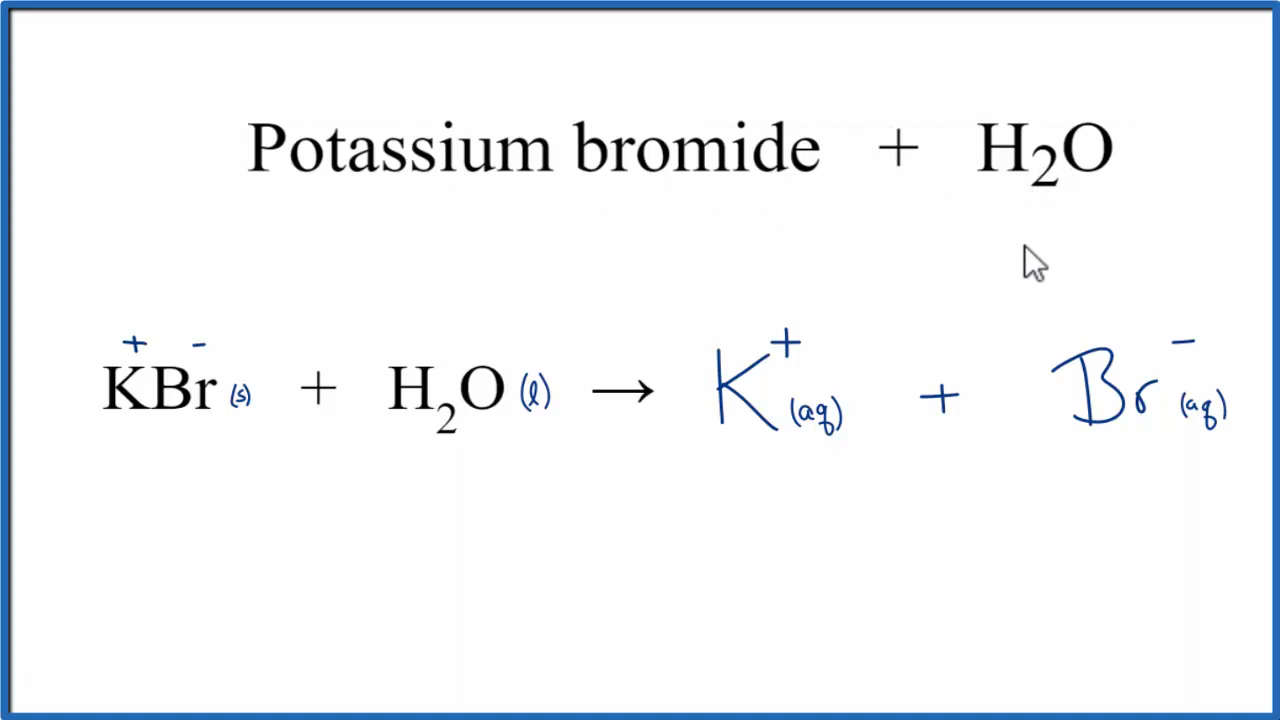 Potassium bromide + H₂O
+ - + -
KBr (s) + H₂O (l) → K (aq) + Br (aq)